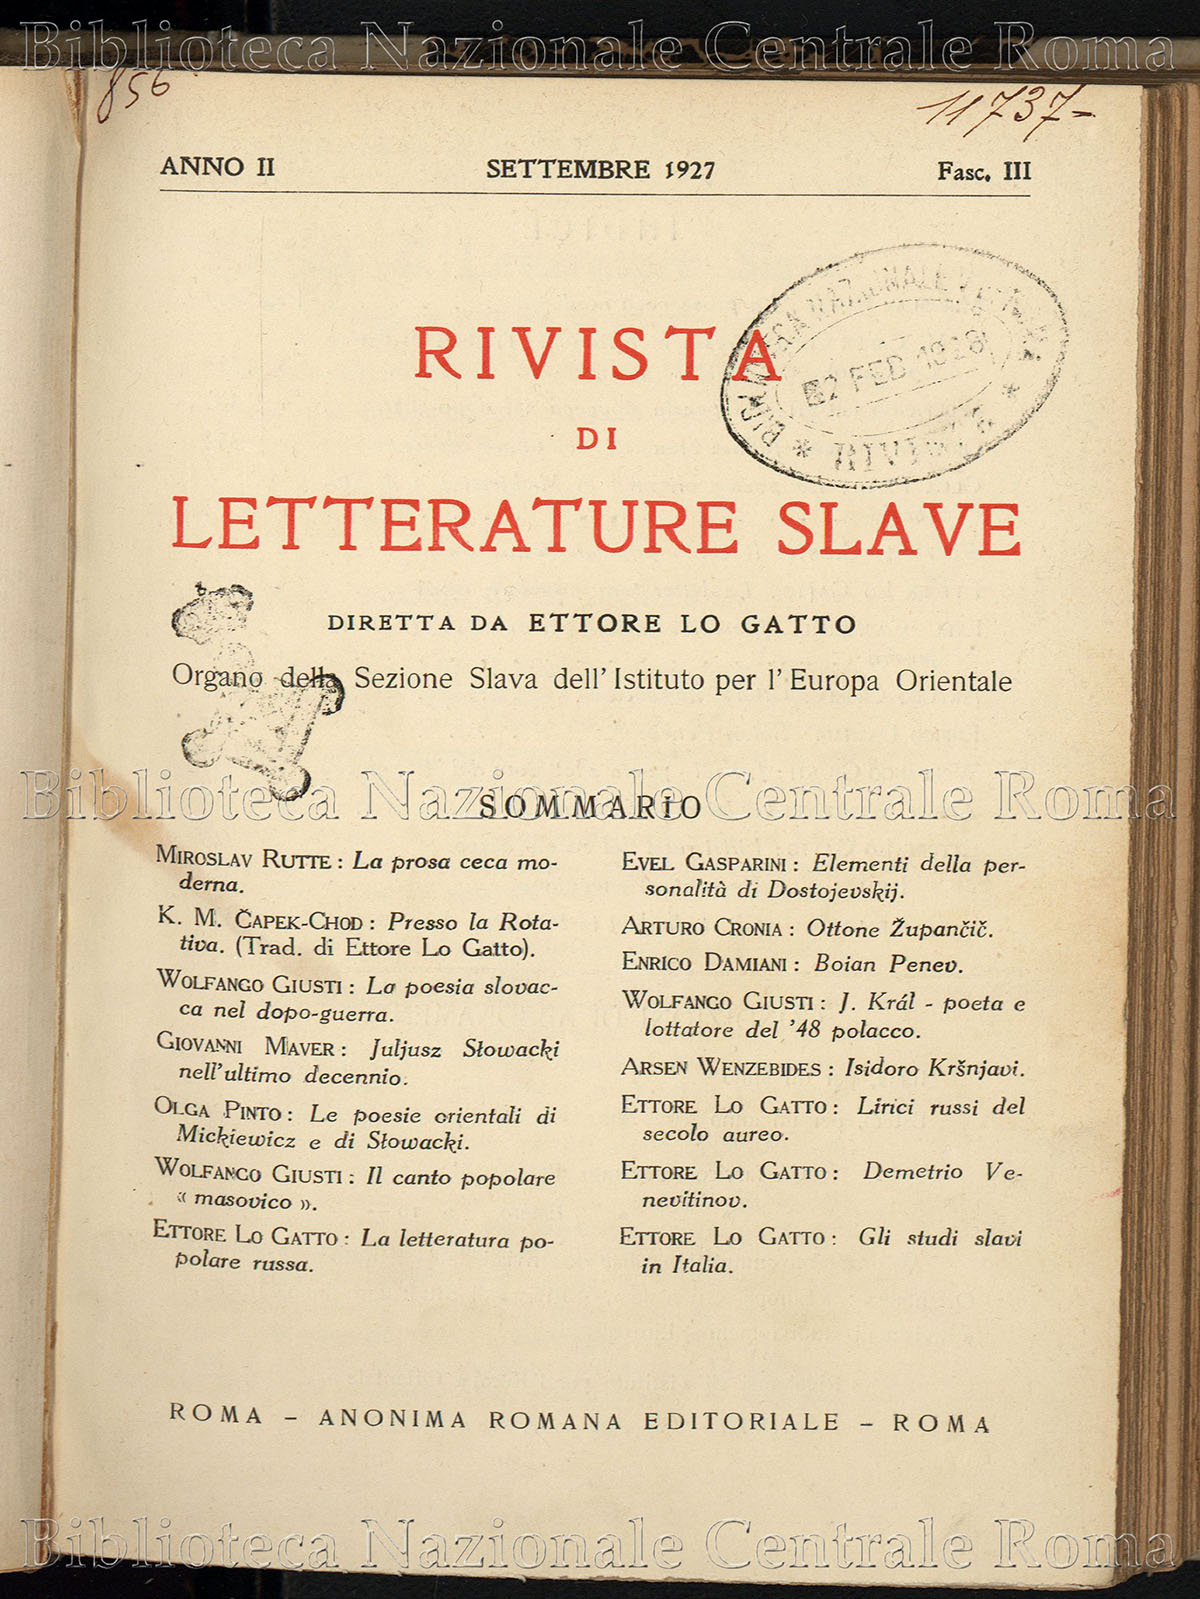 Biblioteca Nazionale Centrale Roma
856
11737-
ANNO II SETTEMBRE 1927 Fasc. III
RIVISTA
DI
LETTERATURE SLAVE
BIBLIOTECA NAZIONALE
2 FEB 1928
DIRETTA DA ETTORE LO GATTO
Organo della Sezione Slava dell'Istituto per l'Europa Orientale
Biblioteca Nazionale Centrale Roma
SOMMARIO
MIROSLAV RUTTE : La prosa ceca mo-
derna.
K. M. ČAPEK-CHOD : Presso la Rota-
tiva. (Trad. di Ettore Lo Gatto).
WOLFANGO GIUSTI : La poesia slovac-
ca nel dopo-guerra.
GIOVANNI MAVER : Juljusz Słowacki
nell'ultimo decennio.
OLGA PINTO : Le poesie orientali di
Mickiewicz e di Słowacki.
WOLFANGO GIUSTI : Il canto popolare
« masovico ».
ETTORE LO GATTO : La letteratura po-
polare russa.
EVEL GASPARINI : Elementi della per-
sonalità di Dostojevskij.
ARTURO CRONIA : Ottone Župančič.
ENRICO DAMIANI : Boian Penev.
WOLFANGO GIUSTI : J. Král - poeta e
lottatore del '48 polacco.
ARSEN WENZEBIDES : Isidoro Kršnjavi.
ETTORE LO GATTO : Lirici russi del
secolo aureo.
ETTORE LO GATTO : Demetrio Ve-
nevitinov.
ETTORE LO GATTO : Gli studi slavi
in Italia.
ROMA - ANONIMA ROMANA EDITORIALE - ROMA
Biblioteca Nazionale Centrale Roma